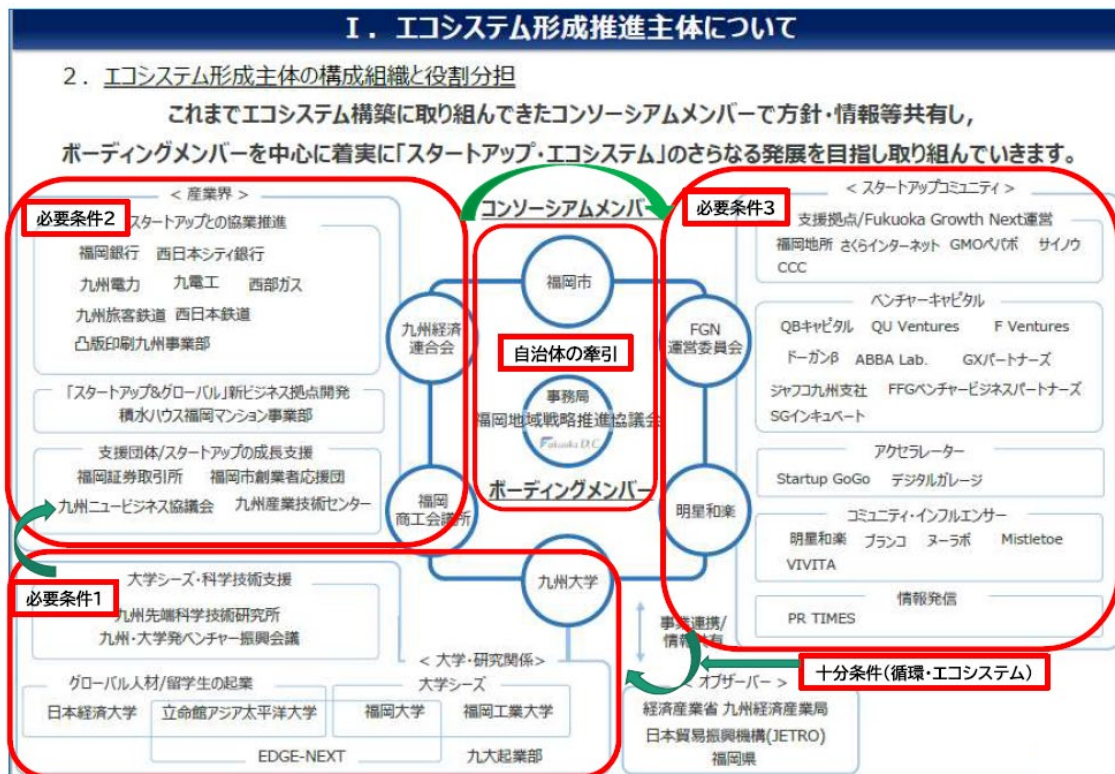 Ⅰ．エコシステム形成推進主体について
２．エコシステム形成主体の構成組織と役割分担
これまでエコシステム構築に取り組んできたコンソーシアムメンバーで方針・情報等共有し，
ボーディングメンバーを中心に着実に「スタートアップ・エコシステム」のさらなる発展を目指し取り組んでいきます。
＜ 産業界 ＞
必要条件2
スタートアップとの協業推進
福岡銀行 西日本シティ銀行
九州電力 九電工 西部ガス
九州旅客鉄道 西日本鉄道
凸版印刷九州事業部
「スタートアップ&グローバル」新ビジネス拠点開発
積水ハウス福岡マンション事業部
支援団体/スタートアップの成長支援
福岡証券取引所 福岡市創業者応援団
九州ニュービジネス協議会 九州産業技術センター
コンソーシアムメンバー
福岡市
九州経済
連合会
FGN
運営委員会
自治体の牽引
事務局
福岡地域戦略推進協議会
Fukuoka D.C.
ボーディングメンバー
福岡
商工会議所
明星和楽
九州大学
＜ スタートアップコミュニティ ＞
必要条件3
支援拠点/Fukuoka Growth Next運営
福岡地所 さくらインターネット GMOペパボ サイノウ
CCC
ベンチャーキャピタル
QBキャピタル QU Ventures F Ventures
ドーガンβ ABBA Lab. GXパートナーズ
ジャフコ九州支社 FFGベンチャービジネスパートナーズ
SGインキュベート
アクセラレーター
Startup GoGo デジタルガレージ
コミュニティ・インフルエンサー
明星和楽 ブランコ ヌーラボ Mistletoe
VIVITA
情報発信
PR TIMES
必要条件1
大学シーズ・科学技術支援
九州先端科学技術研究所
九州・大学発ベンチャー振興会議
＜ 大学・研究関係＞
グローバル人材/留学生の起業
大学シーズ
日本経済大学 立命館アジア太平洋大学 福岡大学 福岡工業大学
EDGE-NEXT 九大起業部
事業連携/
情報共有
十分条件(循環・エコシステム)
＜ オブザーバー ＞
経済産業省 九州経済産業局
日本貿易振興機構(JETRO)
福岡県